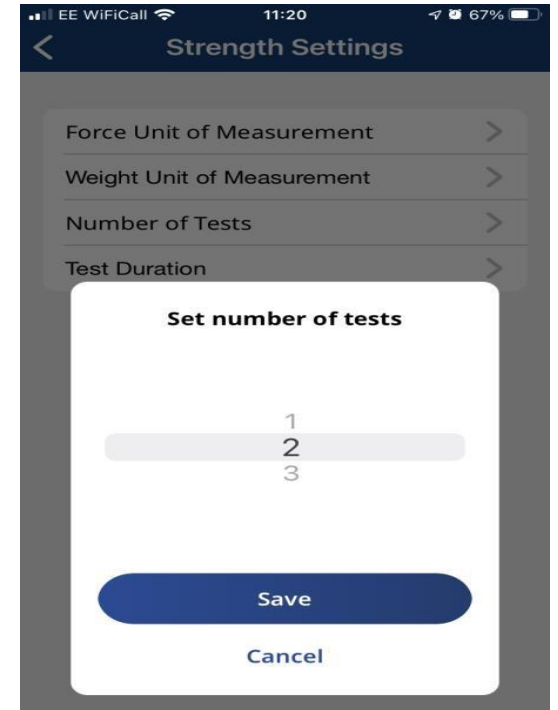 EE WiFiCall 11:20 67%
Strength Settings
Force Unit of Measurement
Weight Unit of Measurement
Number of Tests
Test Duration
Set number of tests
1
2
3
Save
Cancel